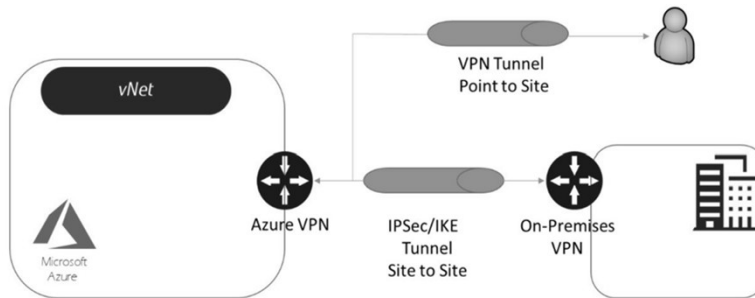 vNet
VPN Tunnel
Point to Site
Azure VPN
IPSec/IKE
Tunnel
Site to Site
On-Premises
VPN
Microsoft
Azure